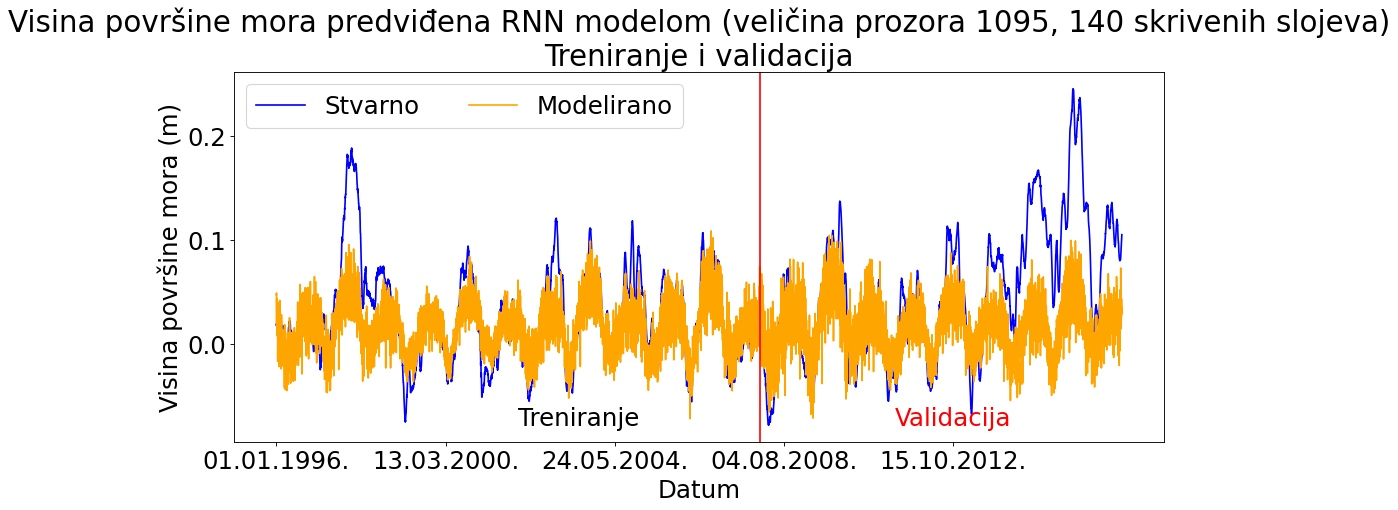 Visina površine mora predviđena RNN modelom (veličina prozora 1095, 140 skrivenih slojeva)
Treniranje i validacija
Stvarno
Modelirano
Visina površine mora (m)
0.2
0.1
0.0
Treniranje
Validacija
01.01.1996.
13.03.2000.
24.05.2004.
04.08.2008.
15.10.2012.
Datum